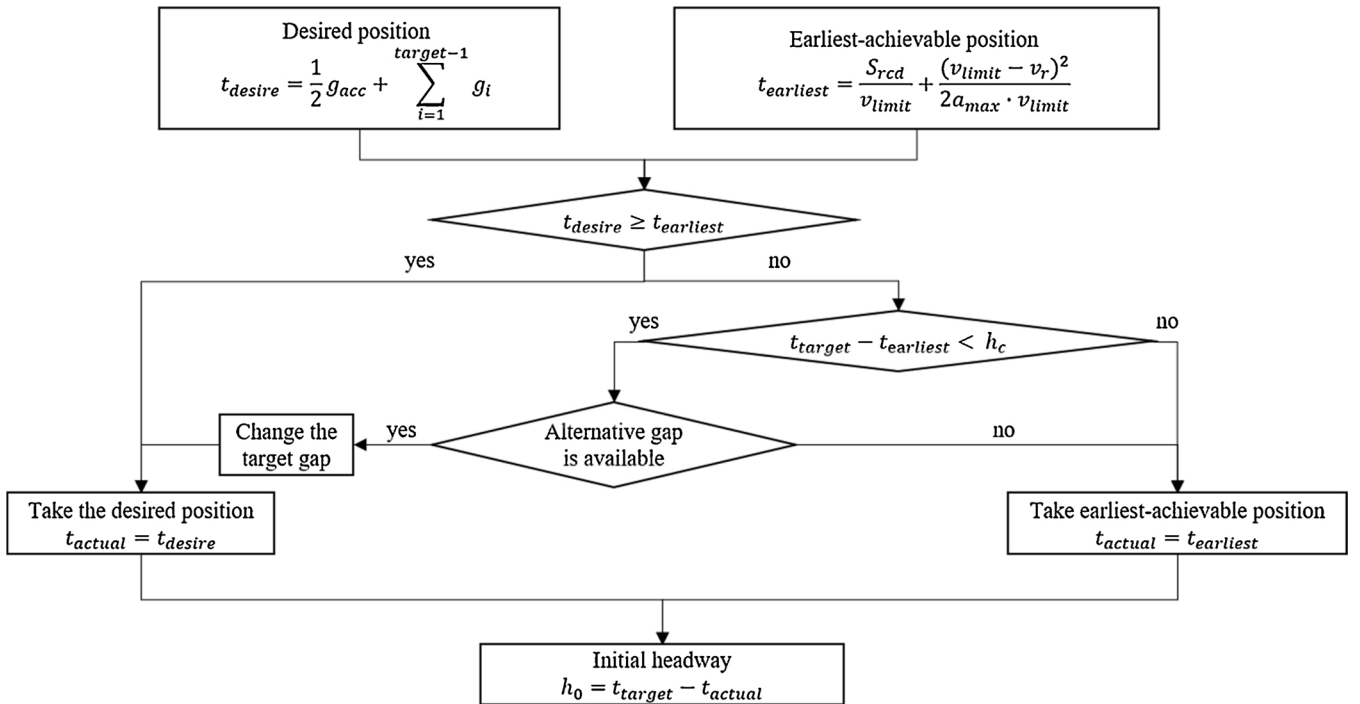 Desired position
t_desire = 1/2 g_acc + ∑_{i=1}^{target−1} g_i
Earliest-achievable position
t_earliest = S_rcd/v_limit + (v_limit − v_r)²/(2a_max · v_limit)
t_desire ≥ t_earliest
yes
no
yes
no
t_target − t_earliest < h_c
Change the
target gap
yes
Alternative gap
is available
no
Take the desired position
t_actual = t_desire
Take earliest-achievable position
t_actual = t_earliest
Initial headway
h_0 = t_target − t_actual